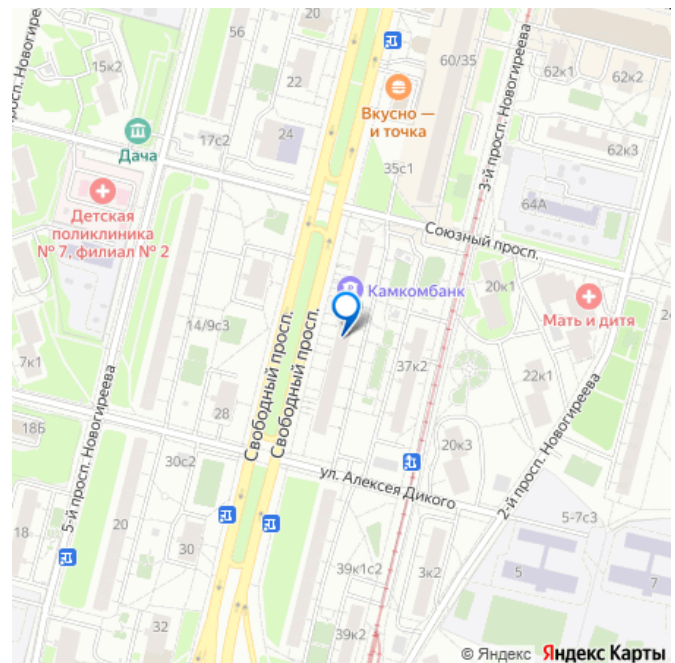 20
56
60/35
62к1
62к2
просп. Новогиреева
15к2
22
24
17с2
Вкусно —
и точка
Дача
62к3
3-й просп. Новогиреева
35с1
64А
Детская
поликлиника
№ 7, филиал № 2
Союзный просп.
Камкомбанк
20к1
Мать и дитя
14/9с3
Свободный просп.
Свободный просп.
7к1
37к2
22к1
28
18Б
20к3
5-й просп. Новогиреева
2-й просп. Новогиреева
30с2
ул. Алексея Дикого
5-7с3
18
20
30
39к1с2
3к2
5
7
32
39к2
© Яндекс Яндекс Карты